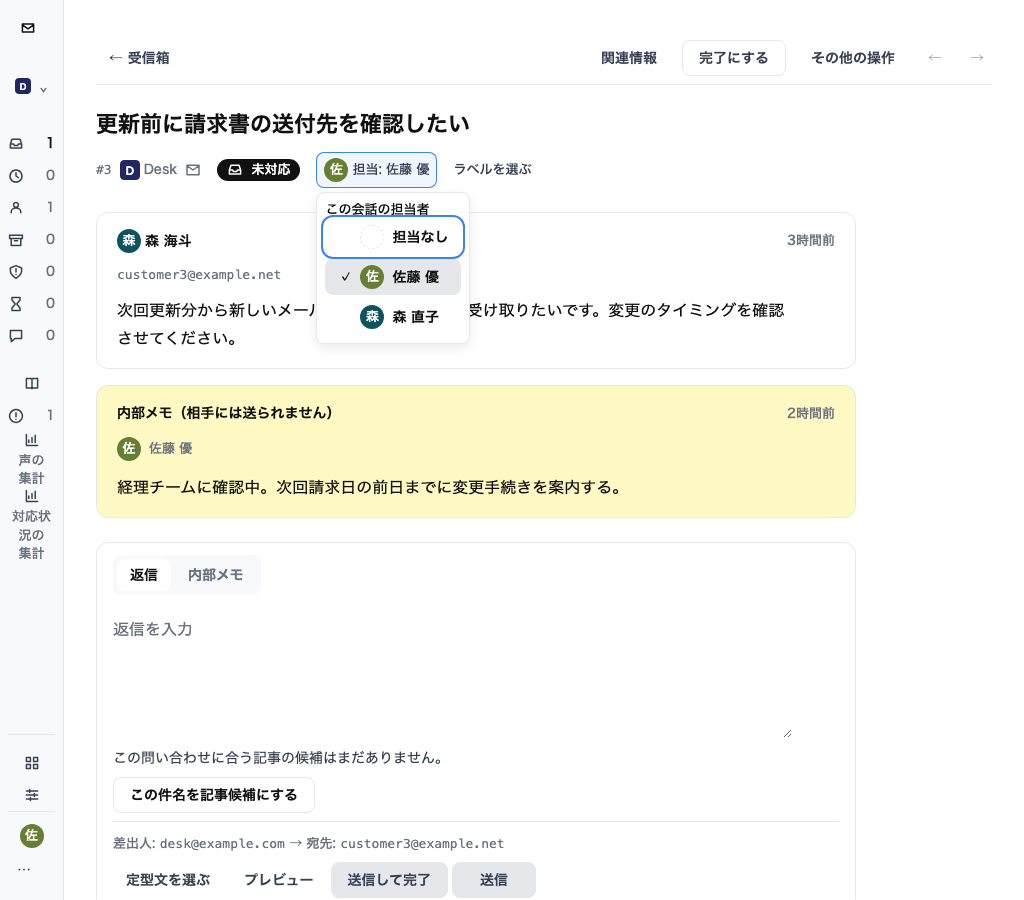 ← 受信箱
関連情報
完了にする
その他の操作
←
→
D
更新前に請求書の送付先を確認したい
#3
D Desk
未対応
佐 担当: 佐藤 優
ラベルを選ぶ
この会話の担当者
担当なし
✓ 佐 佐藤 優
森 森 直子
森 森 海斗
3時間前
customer3@example.net
次回更新分から新しいメー
受け取りたいです。変更のタイミングを確認
させてください。
内部メモ（相手には送られません）
2時間前
佐 佐藤 優
経理チームに確認中。次回請求日の前日までに変更手続きを案内する。
返信
内部メモ
返信を入力
この問い合わせに合う記事の候補はまだありません。
この件名を記事候補にする
差出人: desk@example.com → 宛先: customer3@example.net
定型文を選ぶ
プレビュー
送信して完了
送信
1
0
1
0
0
0
0
1
声の
集計
対応状
況の
集計
佐
…